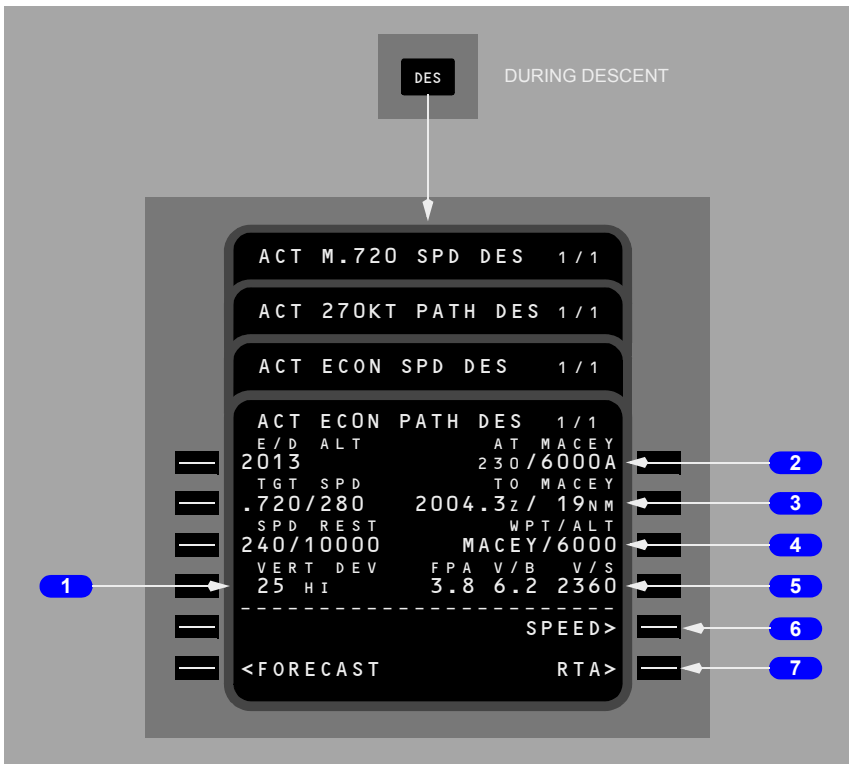 DES
DURING DESCENT
ACT M.720 SPD DES 1/1
ACT 270KT PATH DES 1/1
ACT ECON SPD DES 1/1
ACT ECON PATH DES 1/1
E/D ALT AT MACEY
2013 230/6000A
2
TGT SPD TO MACEY
.720/280 2004.3Z/ 19NM
3
SPD REST WPT/ALT
240/10000 MACEY/6000
4
VERT DEV FPA V/B V/S
1
25 HI 3.8 6.2 2360
5
--------------------------
SPEED>
6
<FORECAST RTA>
7